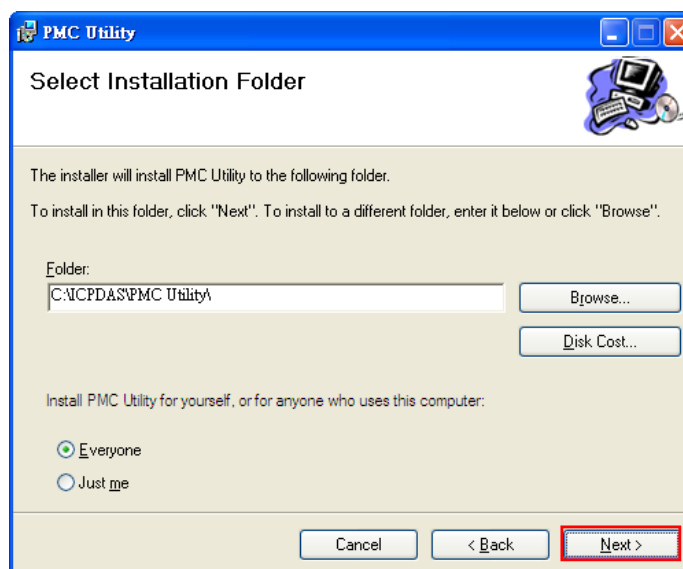 PMC Utility
Select Installation Folder
The installer will install PMC Utility to the following folder.
To install in this folder, click "Next". To install to a different folder, enter it below or click "Browse".
Folder:
C:\ICPDAS\PMC Utility\
Browse...
Disk Cost...
Install PMC Utility for yourself, or for anyone who uses this computer:
Everyone
Just me
Cancel
< Back
Next >